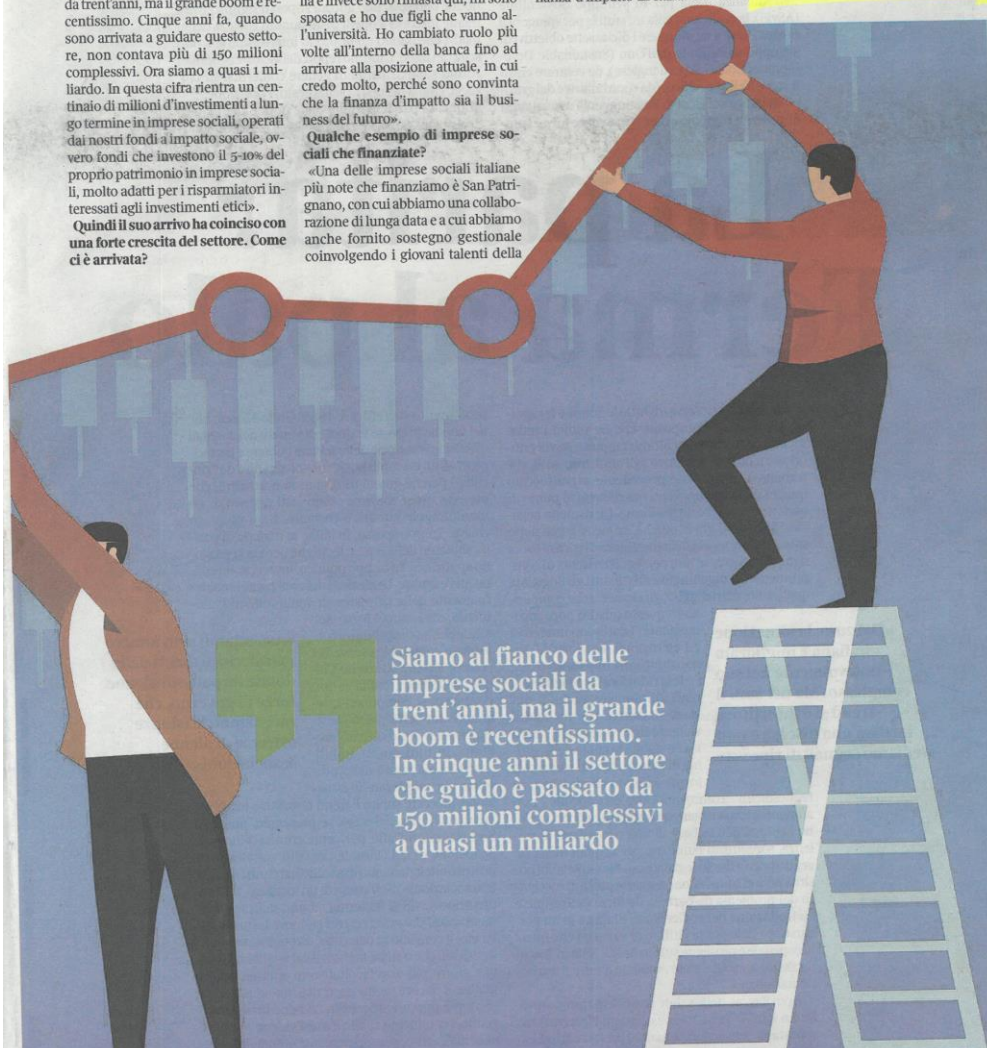 da trent'anni, ma il grande boom è re-
centissimo. Cinque anni fa, quando
sono arrivata a guidare questo setto-
re, non contava più di 150 milioni
complessivi. Ora siamo a quasi 1 mi-
liardo. In questa cifra rientra un cen-
tinaio di milioni d'investimenti a lun-
go termine in imprese sociali, operati
dai nostri fondi a impatto sociale, ov-
vero fondi che investono il 5-10% del
proprio patrimonio in imprese socia-
li, molto adatti per i risparmiatori in-
teressati agli investimenti etici».
Quindi il suo arrivo ha coinciso con
una forte crescita del settore. Come
ci è arrivata?
sposata e ho due figli che vanno al-
l'università. Ho cambiato ruolo più
volte all'interno della banca fino ad
arrivare alla posizione attuale, in cui
credo molto, perché sono convinta
che la finanza d'impatto sia il busi-
ness del futuro».
Qualche esempio di imprese so-
ciali che finanziate?
«Una delle imprese sociali italiane
più note che finanziamo è San Patri-
gnano, con cui abbiamo una collabo-
razione di lunga data e a cui abbiamo
anche fornito sostegno gestionale
coinvolgendo i giovani talenti della
Siamo al fianco delle
imprese sociali da
trent'anni, ma il grande
boom è recentissimo.
In cinque anni il settore
che guido è passato da
150 milioni complessivi
a quasi un miliardo